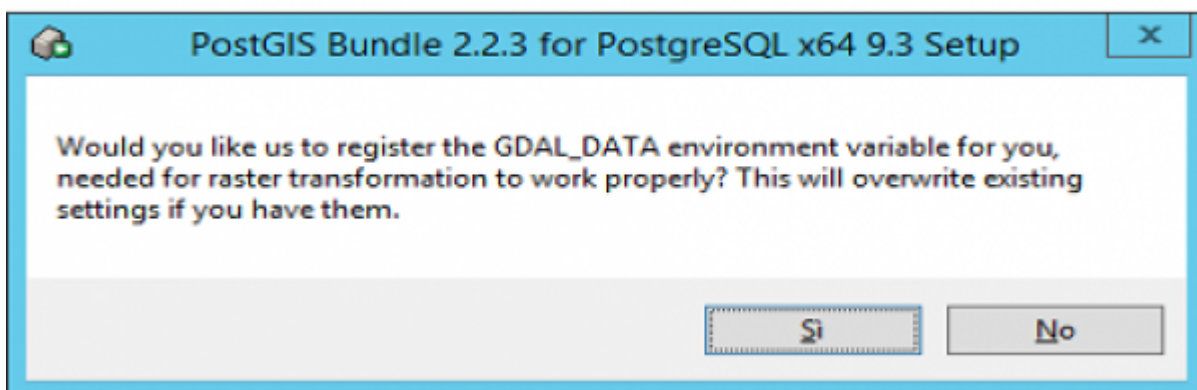 PostGIS Bundle 2.2.3 for PostgreSQL x64 9.3 Setup
Would you like us to register the GDAL_DATA environment variable for you,
needed for raster transformation to work properly? This will overwrite existing
settings if you have them.
Sì
No